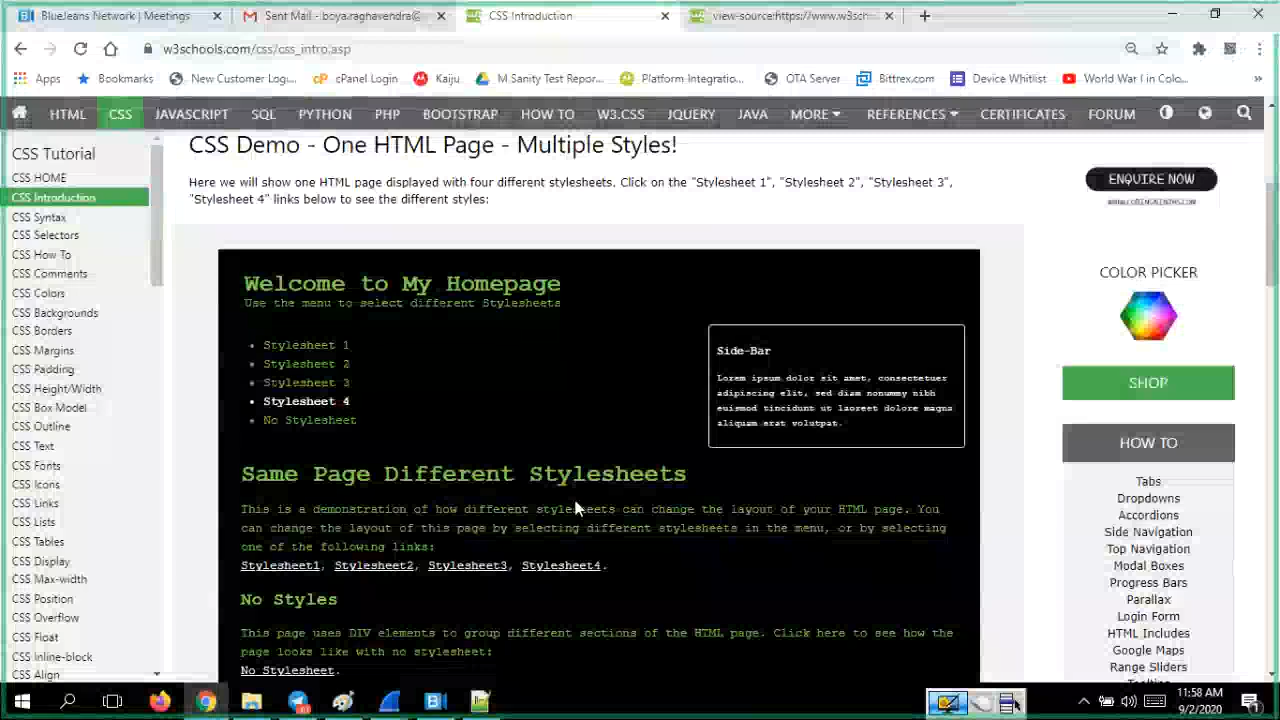 BlueJeans Network | Meetings
Sent Mail - boya.raghavendra@
CSS Introduction
view-source:https://www.w3sch
w3schools.com/css/css_intro.asp
Apps
Bookmarks
New Customer Log...
cPanel Login
Kaiju
M Sanity Test Repor...
Platform Integratio...
OTA Server
Bittrex.com
Device Whitlist
World War I in Colo...
»
HTML
CSS
JAVASCRIPT
SQL
PYTHON
PHP
BOOTSTRAP
HOW TO
W3.CSS
JQUERY
JAVA
MORE
REFERENCES
CERTIFICATES
FORUM
CSS Tutorial
CSS HOME
CSS Introduction
CSS Syntax
CSS Selectors
CSS How To
CSS Comments
CSS Colors
CSS Backgrounds
CSS Borders
CSS Margins
CSS Padding
CSS Height/Width
CSS Box Model
CSS Outline
CSS Text
CSS Fonts
CSS Icons
CSS Links
CSS Lists
CSS Tables
CSS Display
CSS Max-width
CSS Position
CSS Overflow
CSS Float
CSS Inline-block
CSS Align
CSS Demo - One HTML Page - Multiple Styles!
Here we will show one HTML page displayed with four different stylesheets. Click on the "Stylesheet 1", "Stylesheet 2", "Stylesheet 3",
"Stylesheet 4" links below to see the different styles:
Welcome to My Homepage
Use the menu to select different Stylesheets
Stylesheet 1
Stylesheet 2
Stylesheet 3
Stylesheet 4
No Stylesheet
Side-Bar
Lorem ipsum dolor sit amet, consectetuer
adipiscing elit, sed diam nonummy nibh
euismod tincidunt ut laoreet dolore magna
aliquam erat volutpat.
Same Page Different Stylesheets
This is a demonstration of how different stylesheets can change the layout of your HTML page. You
can change the layout of this page by selecting different stylesheets in the menu, or by selecting
one of the following links:
Stylesheet1, Stylesheet2, Stylesheet3, Stylesheet4.
No Styles
This page uses DIV elements to group different sections of the HTML page. Click here to see how the
page looks like with no stylesheet:
No Stylesheet.
ENQUIRE NOW
COLOR PICKER
SHOP
HOW TO
Tabs
Dropdowns
Accordions
Side Navigation
Top Navigation
Modal Boxes
Progress Bars
Parallax
Login Form
HTML Includes
Google Maps
Range Sliders
11:58 AM
9/2/2020